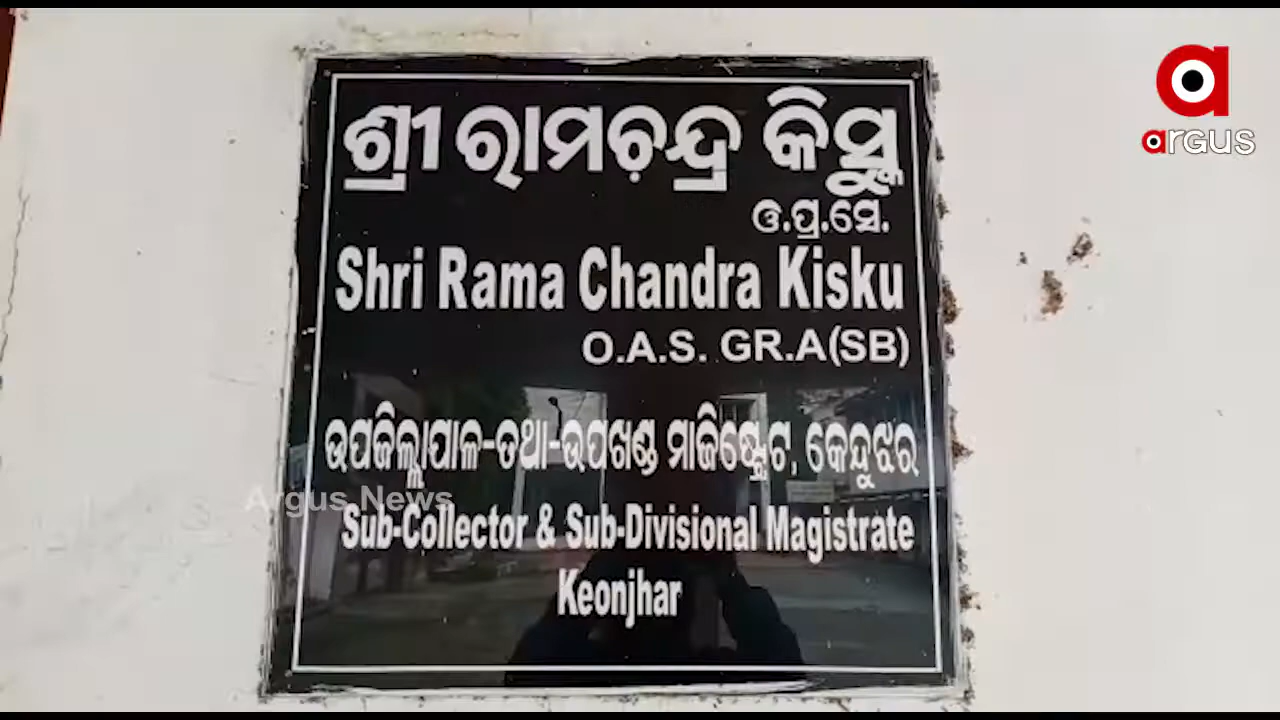 ଶ୍ରୀ ରାମଚନ୍ଦ୍ର କିସ୍କୁ
ଓ.ପ୍ର.ସେ.
Shri Rama Chandra Kisku
O.A.S. GR.A(SB)
ଉପଜିଲ୍ଲାପାଳ-ତଥା-ଉପଖଣ୍ଡ ମାଜିଷ୍ଟ୍ରେଟ, କେନ୍ଦୁଝର
Sub-Collector & Sub-Divisional Magistrate
Keonjhar
argus
Argus News